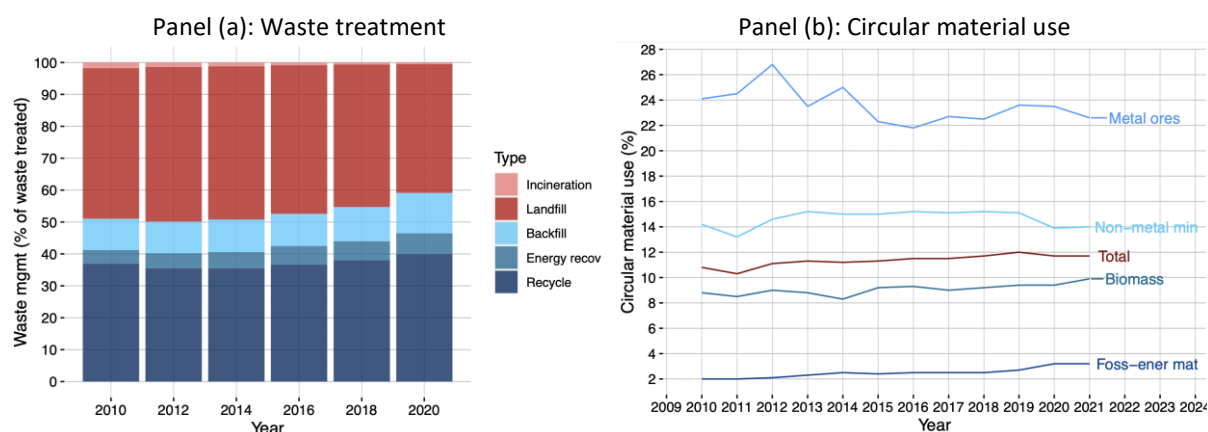 Panel (a): Waste treatment
Waste mgmt (% of waste treated)
100
90
80
70
60
50
40
30
20
10
0
2010 2012 2014 2016 2018 2020
Year
Type
Incineration
Landfill
Backfill
Energy recov
Recycle
Panel (b): Circular material use
Circular material use (%)
28
26
24
22
20
18
16
14
12
10
8
6
4
2
Metal ores
Non-metal min
Total
Biomass
Foss-ener mat
2009 2010 2011 2012 2013 2014 2015 2016 2017 2018 2019 2020 2021 2022 2023 2024
Year